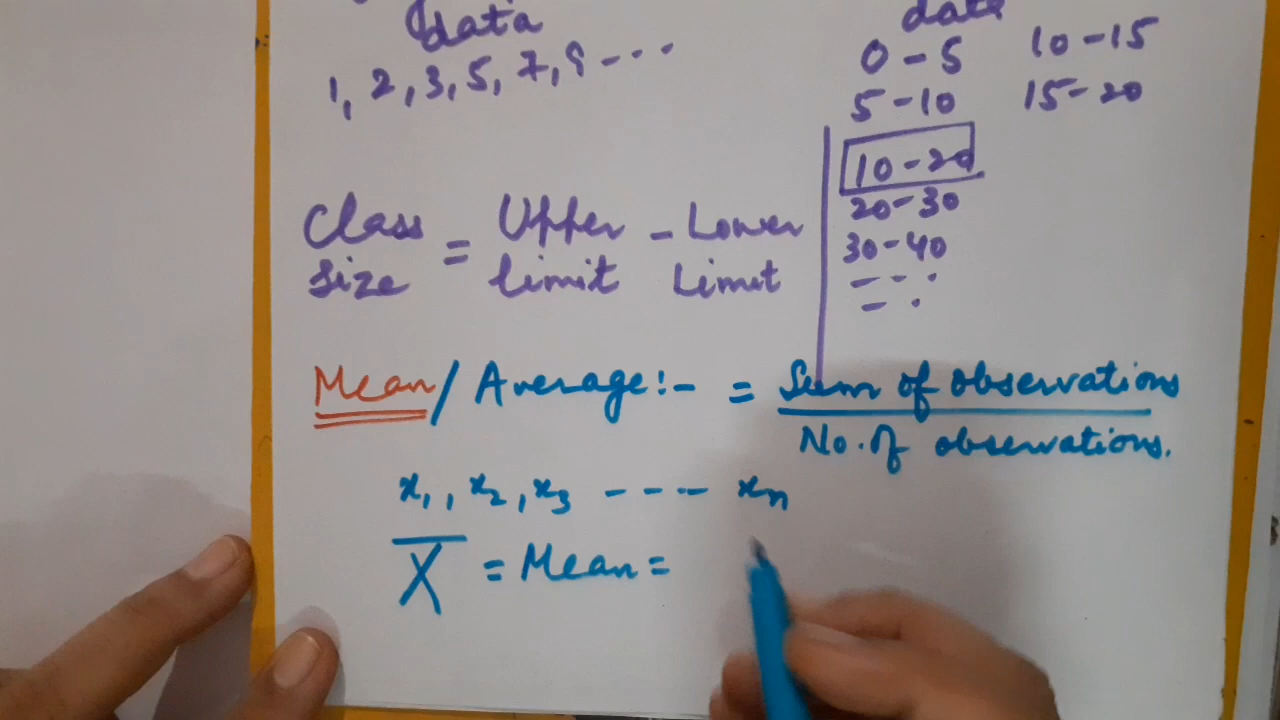 data
1, 2, 3, 5, 7, 9 - - - -
date
0 - 5 10 - 15
5 - 10 15 - 20
10 - 20
20 - 30
30 - 40
- - .
- .
Class size = Upper limit - Lower Limit
Mean / Average :- = Sum of observations
No. of observations.
x1, x2, x3 - - - - xn
X̅ = Mean =